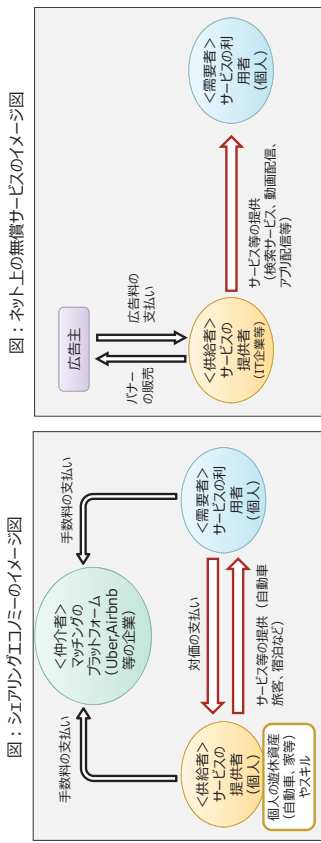 図：シェアリングエコノミーのイメージ図
＜仲介者＞
マッチングの
プラットフォーム
(Uber,Airbnb
等の企業)
手数料の支払い
手数料の支払い
＜供給者＞
サービスの
提供者
(個人)
個人の遊休資産
(自動車、家等)
やスキル
対価の支払い
サービス等の提供（自動車
旅客、宿泊など）
＜需要者＞
サービスの利
用者
(個人)
図：ネット上の無償サービスのイメージ図
広告主
バナー
の販売
広告料の
支払い
＜供給者＞
サービスの
提供者
(IT企業等)
サービス等の提供
(検索サービス、動画配信、
アプリ配信等)
＜需要者＞
サービスの利
用者
(個人)